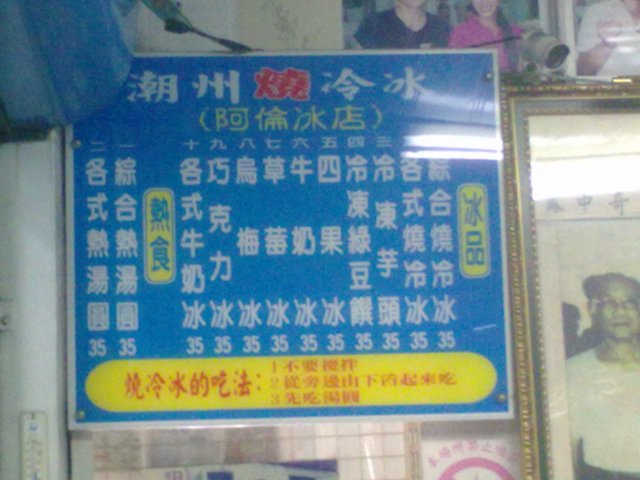 潮州燒冷冰
(阿倫冰店)
冰品
綜合燒冷冰 35
各式燒冷冰 35
三 冷凍芋頭 35
四 冷凍綠豆饌 35
五 四果冰 35
六 牛奶冰 35
七 草莓冰 35
八 烏梅冰 35
九 巧克力冰 35
十 各式牛奶冰 35
熱食
一 綜合熱湯圓 35
二 各式熱湯圓 35
燒冷冰的吃法：
1不要攪拌
2從旁邊山下舀起來吃
3先吃湯圓